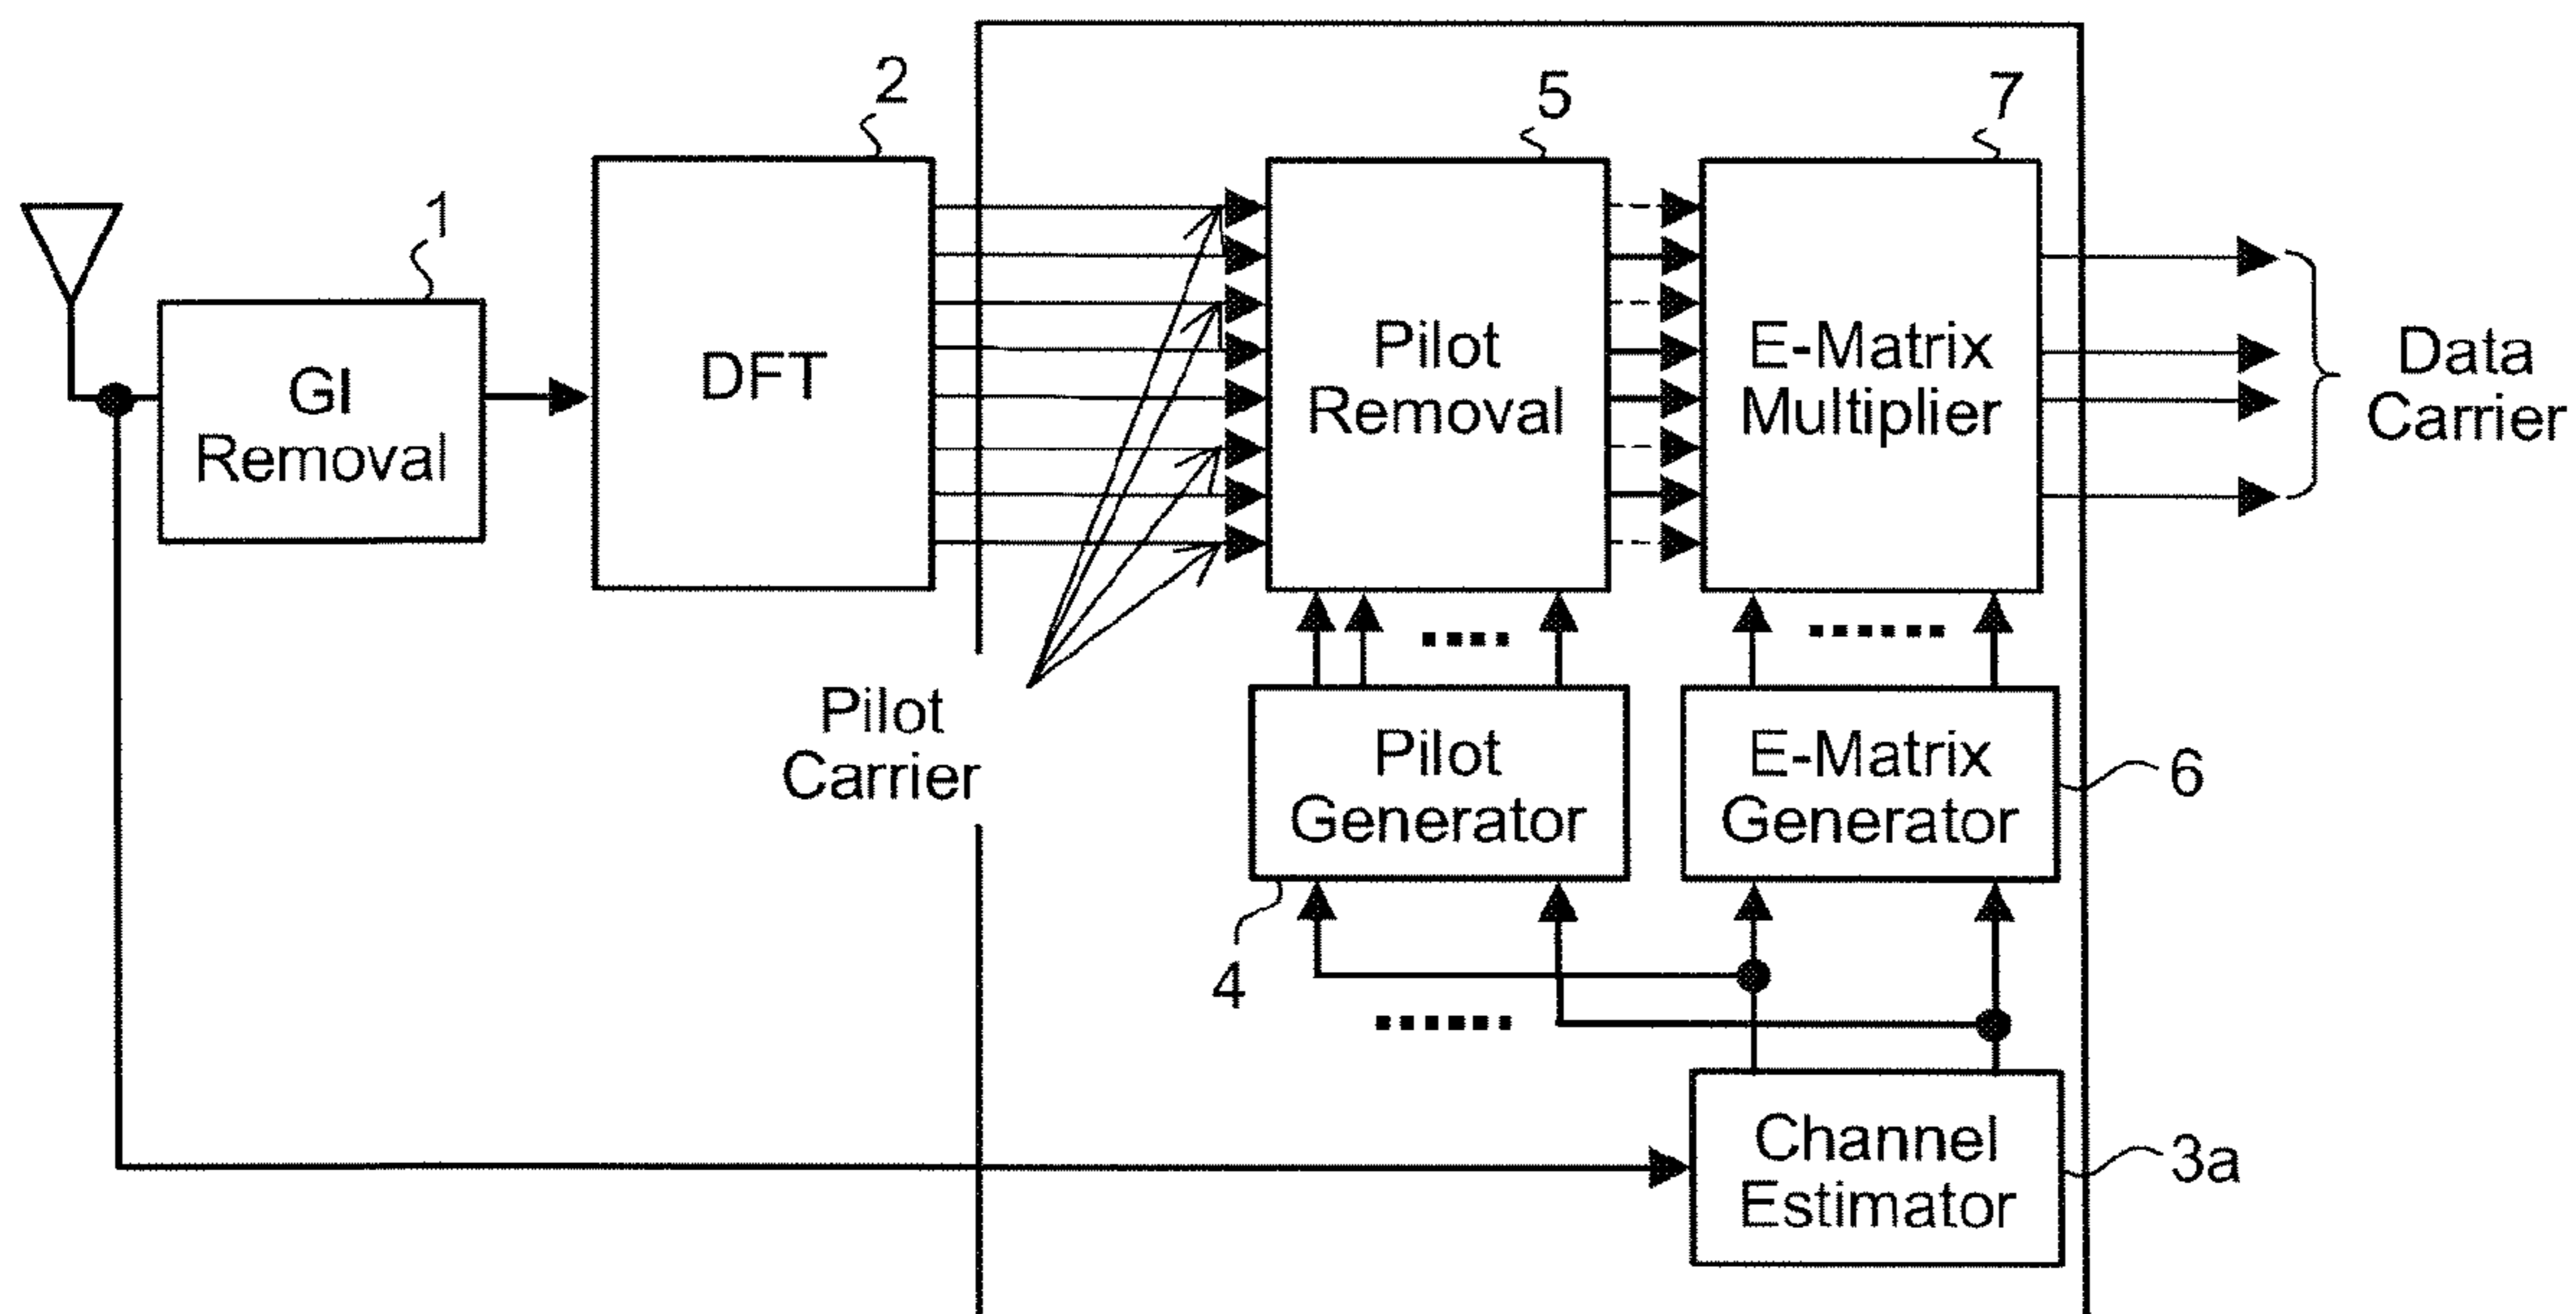 2
5
7
1
GI
Removal
DFT
Pilot
Removal
E-Matrix
Multiplier
Data
Carrier
Pilot
Carrier
Pilot
Generator
E-Matrix
Generator
6
4
Channel
Estimator
3a